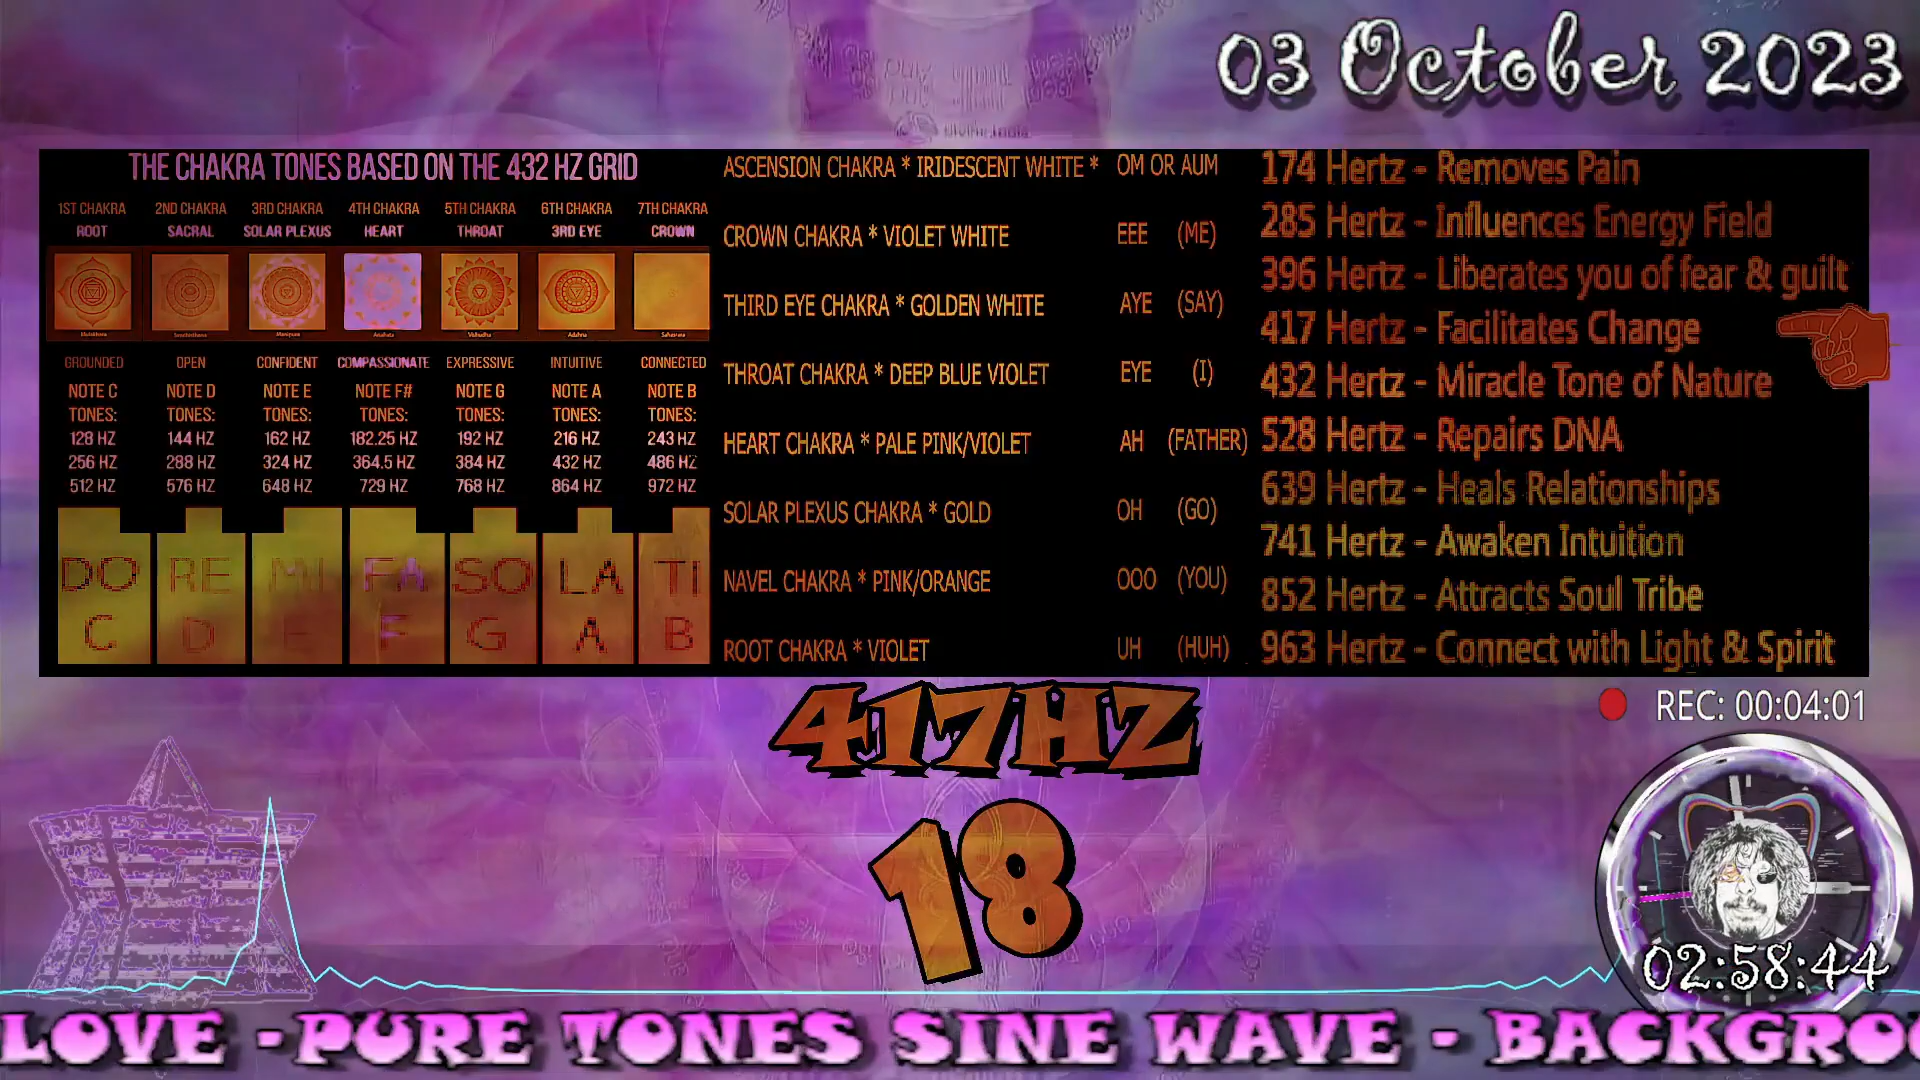 03 October 2023
THE CHAKRA TONES BASED ON THE 432 HZ GRID
1ST CHAKRA 2ND CHAKRA 3RD CHAKRA 4TH CHAKRA 5TH CHAKRA 6TH CHAKRA 7TH CHAKRA
ROOT SACRAL SOLAR PLEXUS HEART THROAT 3RD EYE CROWN
GROUNDED OPEN CONFIDENT COMPASSIONATE EXPRESSIVE INTUITIVE CONNECTED
NOTE C NOTE D NOTE E NOTE F# NOTE G NOTE A NOTE B
TONES: TONES: TONES: TONES: TONES: TONES: TONES:
128 HZ 144 HZ 162 HZ 182.25 HZ 192 HZ 216 HZ 243 HZ
256 HZ 288 HZ 324 HZ 364.5 HZ 384 HZ 432 HZ 486 HZ
512 HZ 576 HZ 648 HZ 729 HZ 768 HZ 864 HZ 972 HZ
DO RE MI FA SO LA TI
C D E F G A B
ASCENSION CHAKRA * IRIDESCENT WHITE * OM OR AUM
CROWN CHAKRA * VIOLET WHITE EEE (ME)
THIRD EYE CHAKRA * GOLDEN WHITE AYE (SAY)
THROAT CHAKRA * DEEP BLUE VIOLET EYE (I)
HEART CHAKRA * PALE PINK/VIOLET AH (FATHER)
SOLAR PLEXUS CHAKRA * GOLD OH (GO)
NAVEL CHAKRA * PINK/ORANGE OOO (YOU)
ROOT CHAKRA * VIOLET UH (HUH)
174 Hertz - Removes Pain
285 Hertz - Influences Energy Field
396 Hertz - Liberates you of fear & guilt
417 Hertz - Facilitates Change
432 Hertz - Miracle Tone of Nature
528 Hertz - Repairs DNA
639 Hertz - Heals Relationships
741 Hertz - Awaken Intuition
852 Hertz - Attracts Soul Tribe
963 Hertz - Connect with Light & Spirit
417HZ
REC: 00:04:01
18
02:58:44
LOVE - PURE TONES SINE WAVE - BACKGRO